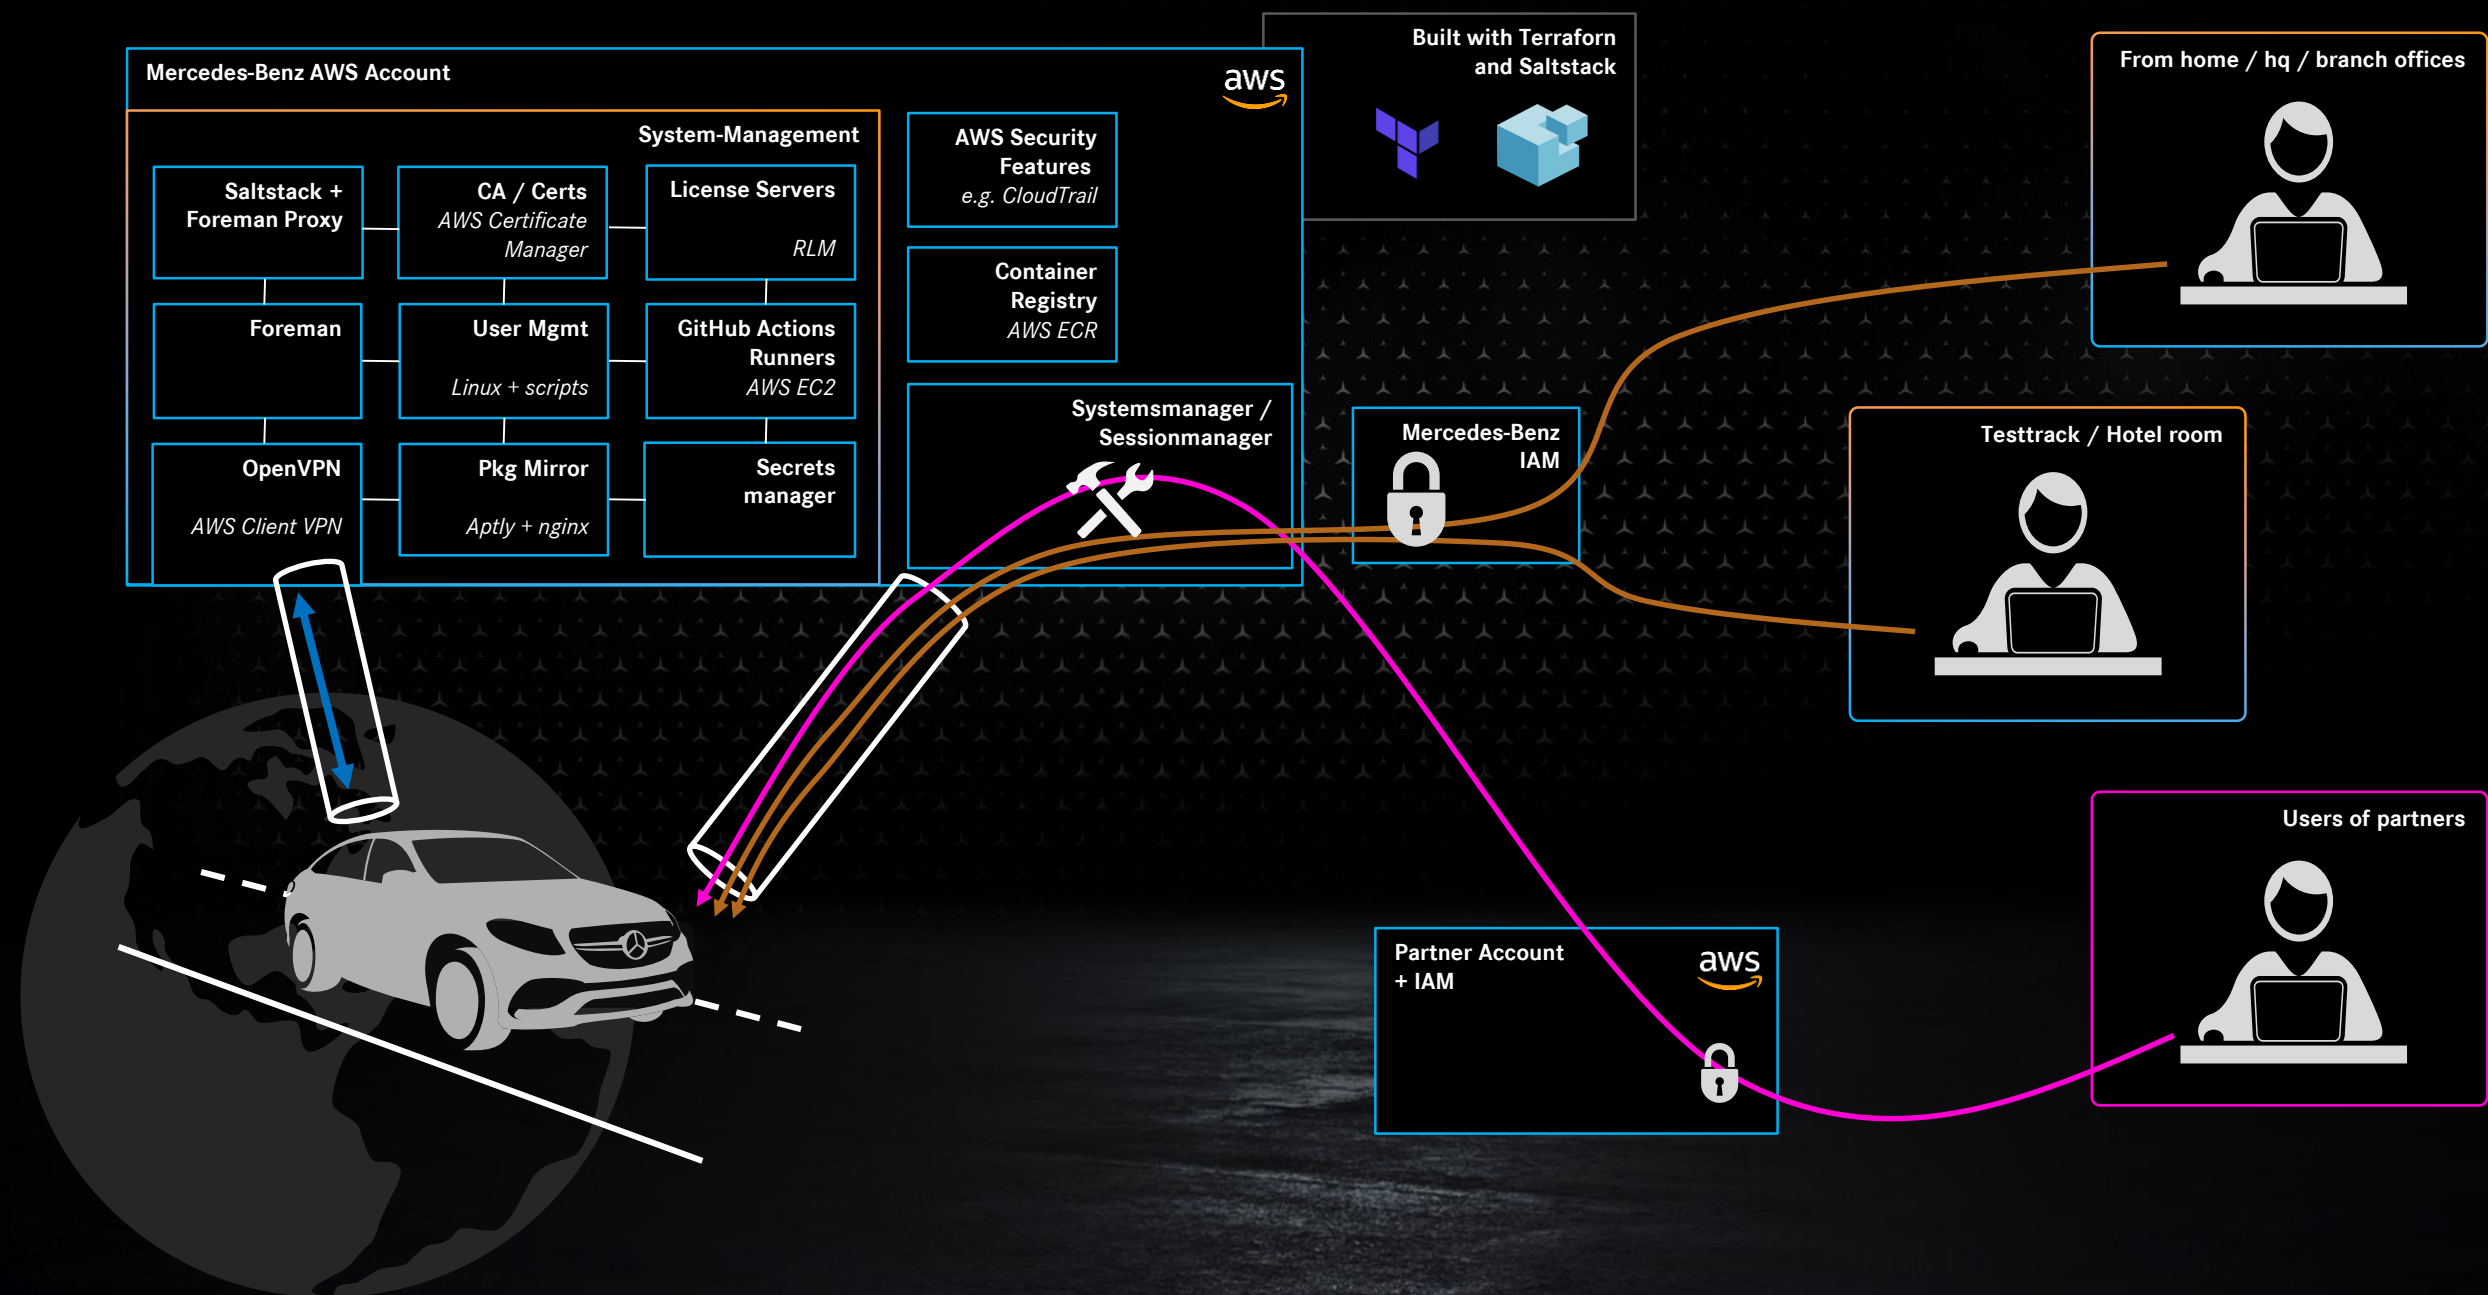 Built with Terraforn
and Saltstack
From home / hq / branch offices
Mercedes-Benz AWS Account
aws
System-Management
Saltstack +
Foreman Proxy
CA / Certs
AWS Certificate
Manager
License Servers
RLM
AWS Security
Features
e.g. CloudTrail
Foreman
User Mgmt
Linux + scripts
GitHub Actions
Runners
AWS EC2
Container
Registry
AWS ECR
OpenVPN
AWS Client VPN
Pkg Mirror
Aptly + nginx
Secrets
manager
Systemsmanager /
Sessionmanager
Mercedes-Benz
IAM
Testtrack / Hotel room
Users of partners
Partner Account
+ IAM
aws